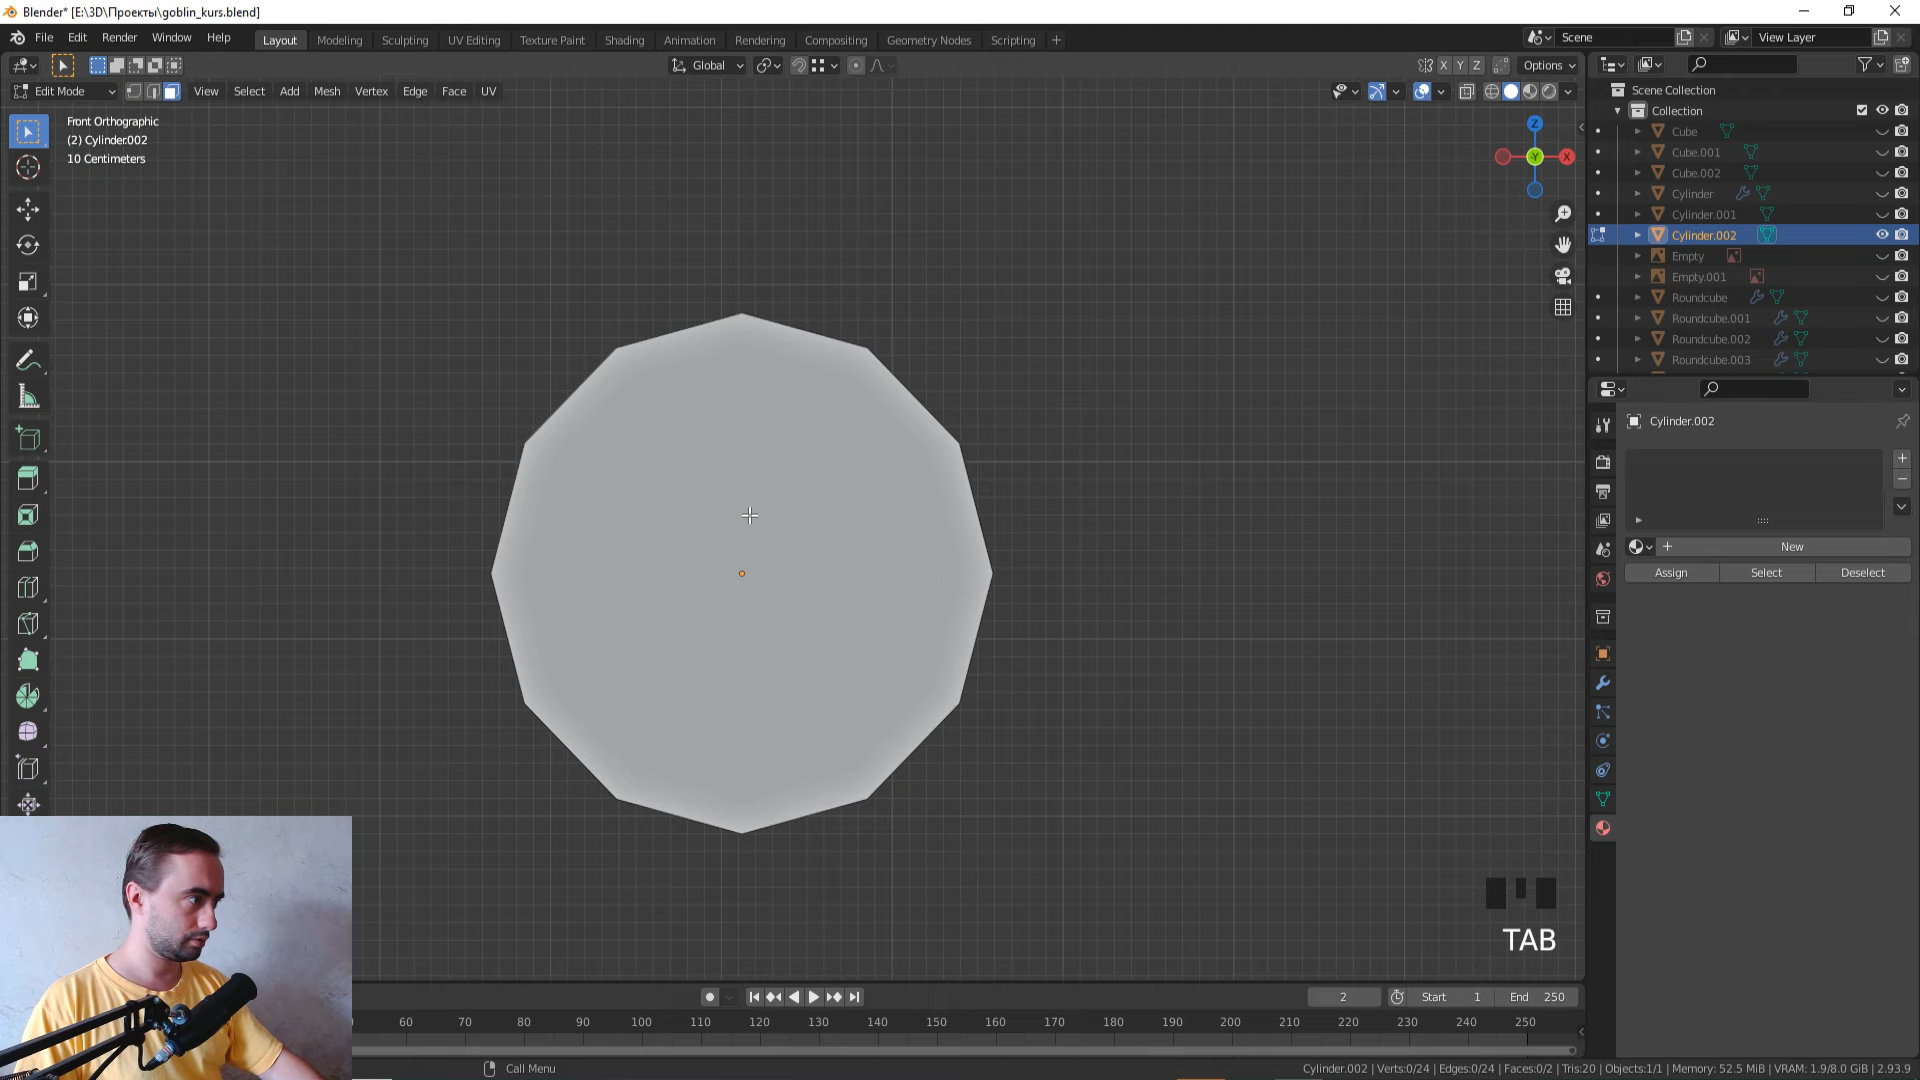 Blender* [E:\3D\Проекты\goblin_kurs.blend]
File Edit Render Window Help
Layout Modeling Sculpting UV Editing Texture Paint Shading Animation Rendering Compositing Geometry Nodes Scripting +
Scene
View Layer
Global
X Y Z
Options
Edit Mode
View Select Add Mesh Vertex Edge Face UV
Front Orthographic
(2) Cylinder.002
10 Centimeters
Z
Y
X
Scene Collection
Collection
Cube
Cube.001
Cube.002
Cylinder
Cylinder.001
Cylinder.002
Empty
Empty.001
Roundcube
Roundcube.001
Roundcube.002
Roundcube.003
Cylinder.002
New
Assign Select Deselect
TAB
2
Start 1
End 250
60 70 80 90 100 110 120 130 140 150 160 170 180 190 200 210 220 230 240 250
Call Menu
Cylinder.002 | Verts:0/24 | Edges:0/24 | Faces:0/2 | Tris:20 | Objects:1/1 | Memory: 52.5 MiB | VRAM: 1.9/8.0 GiB | 2.93.9